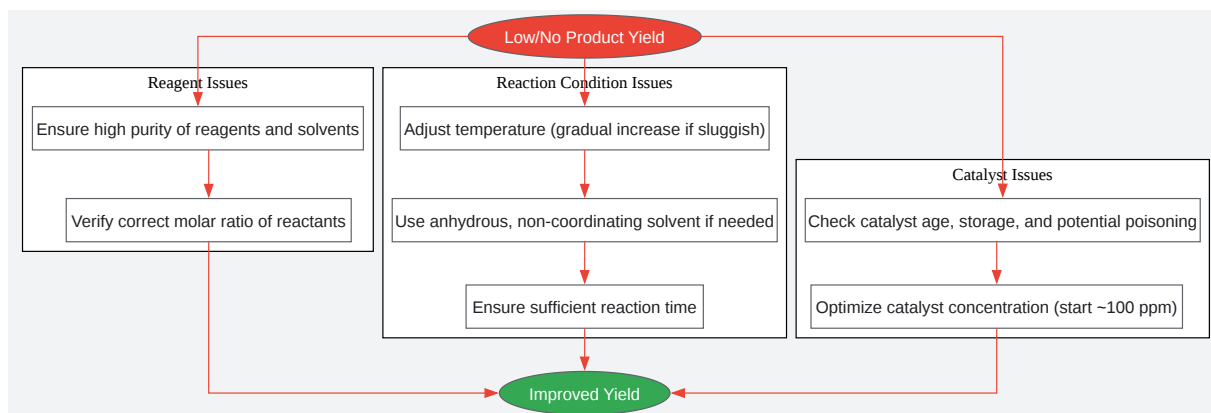 Low/No Product Yield
Reagent Issues
Ensure high purity of reagents and solvents
Verify correct molar ratio of reactants
Reaction Condition Issues
Adjust temperature (gradual increase if sluggish)
Use anhydrous, non-coordinating solvent if needed
Ensure sufficient reaction time
Catalyst Issues
Check catalyst age, storage, and potential poisoning
Optimize catalyst concentration (start ~100 ppm)
Improved Yield